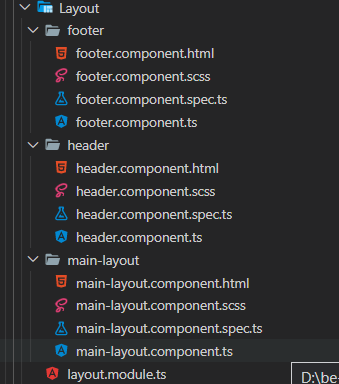 Layout
footer
footer.component.html
footer.component.scss
footer.component.spec.ts
footer.component.ts
header
header.component.html
header.component.scss
header.component.spec.ts
header.component.ts
main-layout
main-layout.component.html
main-layout.component.scss
main-layout.component.spec.ts
main-layout.component.ts
layout.module.ts
D:\be-